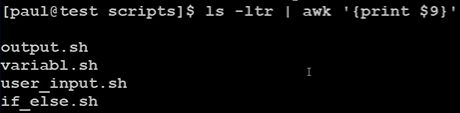 [paul@test scripts]$ ls -ltr | awk '{print $9}'
output.sh
variabl.sh
user_input.sh
if_else.sh